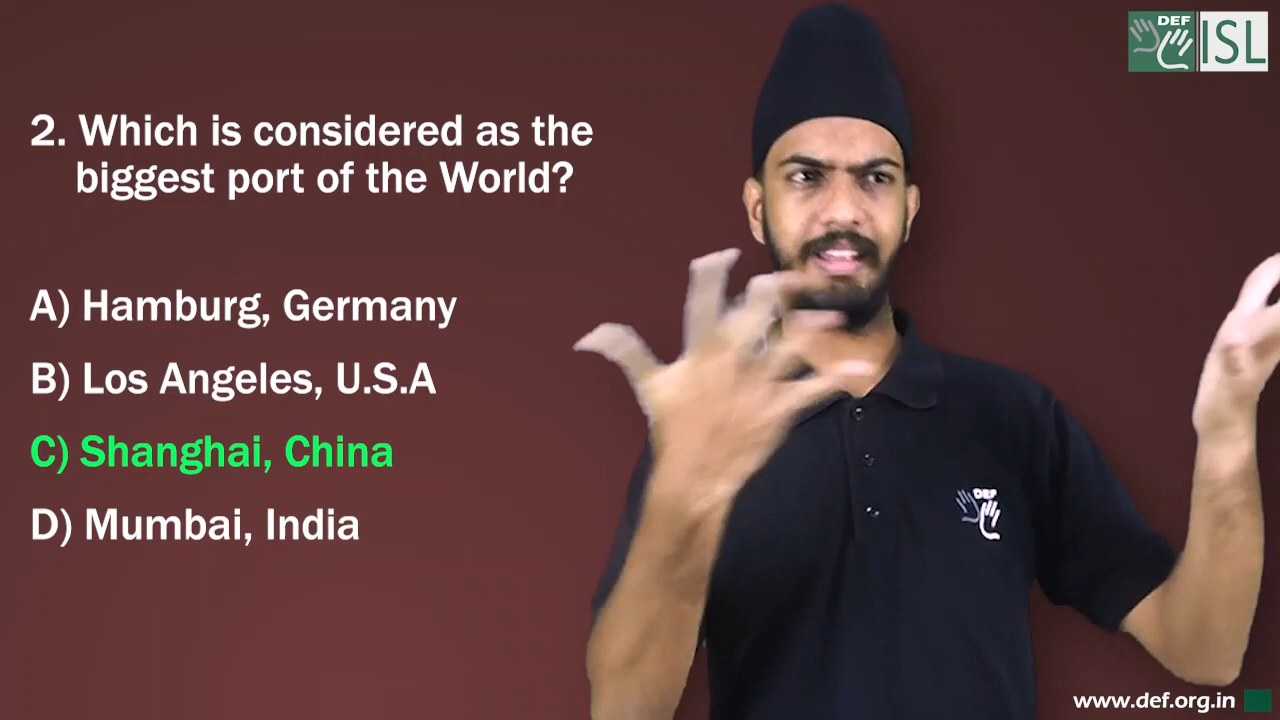 DEF
ISL
2. Which is considered as the
biggest port of the World?
A) Hamburg, Germany
B) Los Angeles, U.S.A
C) Shanghai, China
D) Mumbai, India
DEF
www.def.org.in